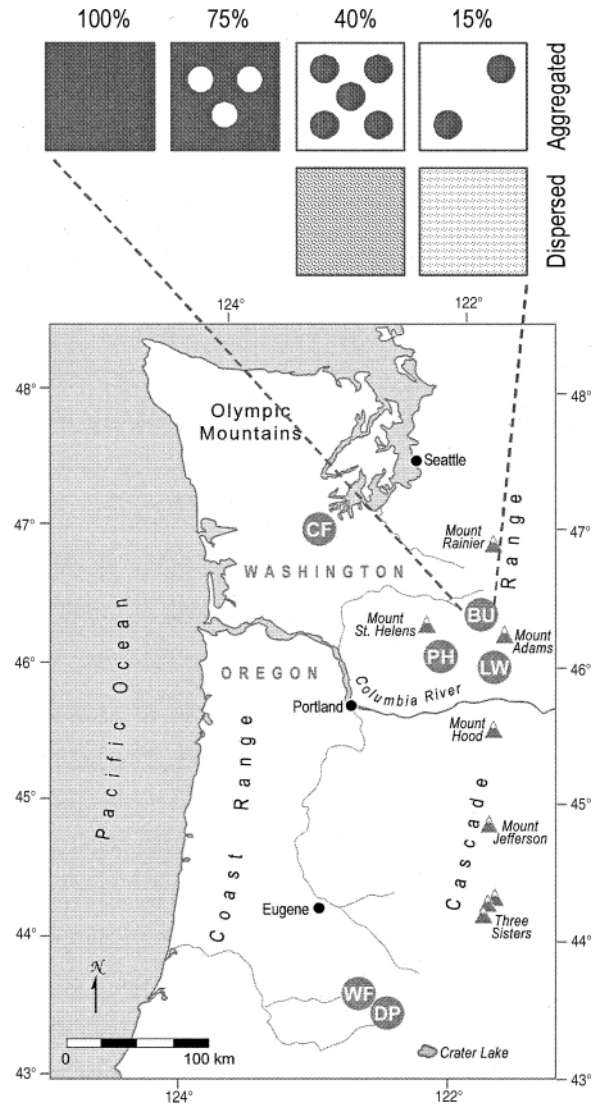 100% 75% 40% 15%
Aggregated
Dispersed
124° 122°
48° 48°
Olympic
Mountains
Seattle
47° 47°
CF
Mount
Rainier
Range
WASHINGTON
BU
Mount
St. Helens
Mount
Adams
PH
LW
46° 46°
OREGON
Columbia River
Portland
Mount
Hood
Pacific Ocean
Coast Range
45° 45°
Mount
Jefferson
Cascade
Eugene
Three
Sisters
44° 44°
N
WF
DP
0 100 km
Crater Lake
43° 43°
124° 122°